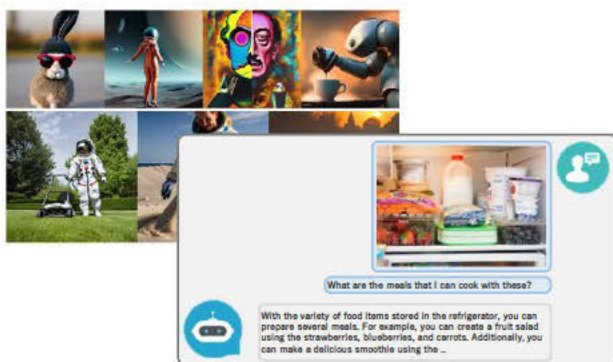 What are the meals that I can cook with these?
With the variety of food items stored in the refrigerator, you can
prepare several meals. For example, you can create a fruit salad
using the strawberries, blueberries, and carrots. Additionally, you
can make a delicious smoothie using the ..